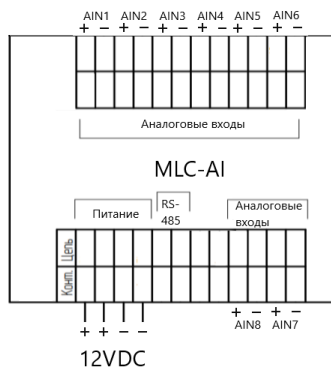 AIN1 AIN2 AIN3 AIN4 AIN5 AIN6
+ − + − + − + − + − + −
Аналоговые входы
MLC-AI
Питание
RS-
485
Аналоговые
входы
Цепь
Конт.
+ + − −
+ − + −
AIN8 AIN7
12VDC